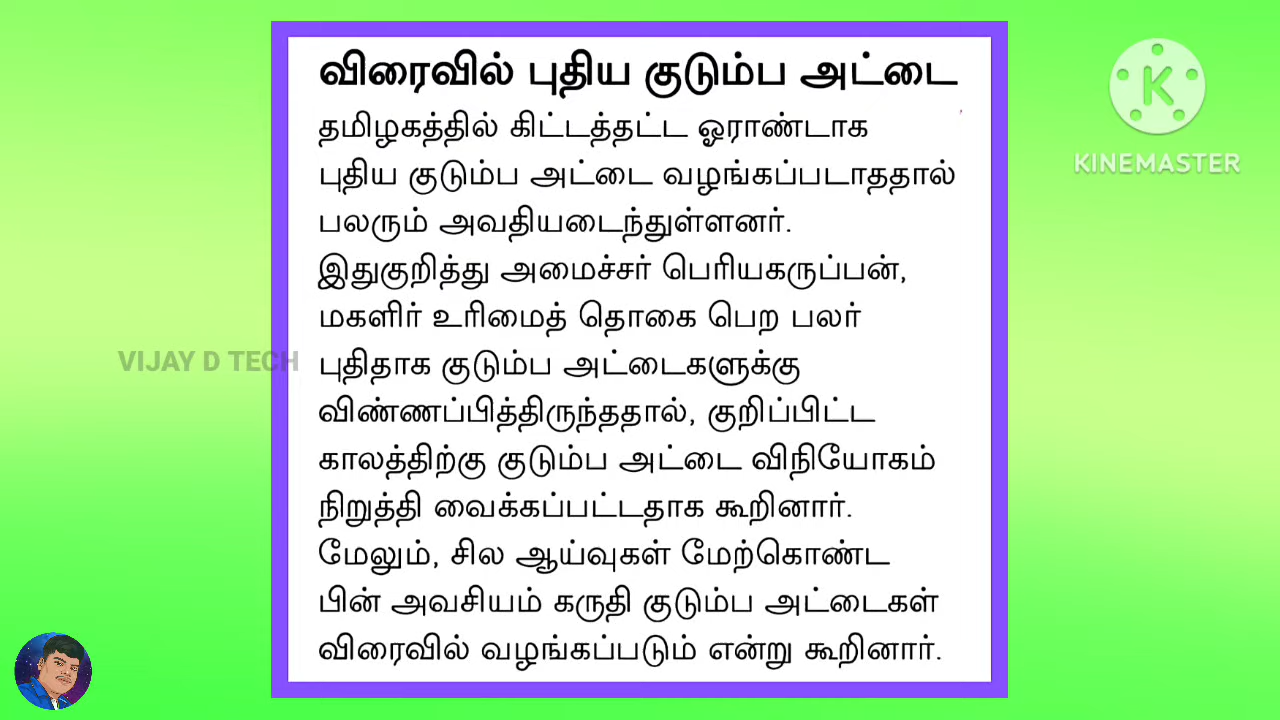 விரைவில் புதிய குடும்ப அட்டை
தமிழகத்தில் கிட்டத்தட்ட ஓராண்டாக
புதிய குடும்ப அட்டை வழங்கப்படாததால்
பலரும் அவதியடைந்துள்ளனர்.
இதுகுறித்து அமைச்சர் பெரியகருப்பன்,
மகளிர் உரிமைத் தொகை பெற பலர்
புதிதாக குடும்ப அட்டைகளுக்கு
விண்ணப்பித்திருந்ததால், குறிப்பிட்ட
காலத்திற்கு குடும்ப அட்டை விநியோகம்
நிறுத்தி வைக்கப்பட்டதாக கூறினார்.
மேலும், சில ஆய்வுகள் மேற்கொண்ட
பின் அவசியம் கருதி குடும்ப அட்டைகள்
விரைவில் வழங்கப்படும் என்று கூறினார்.
VIJAY D TECH
K
KINEMASTER